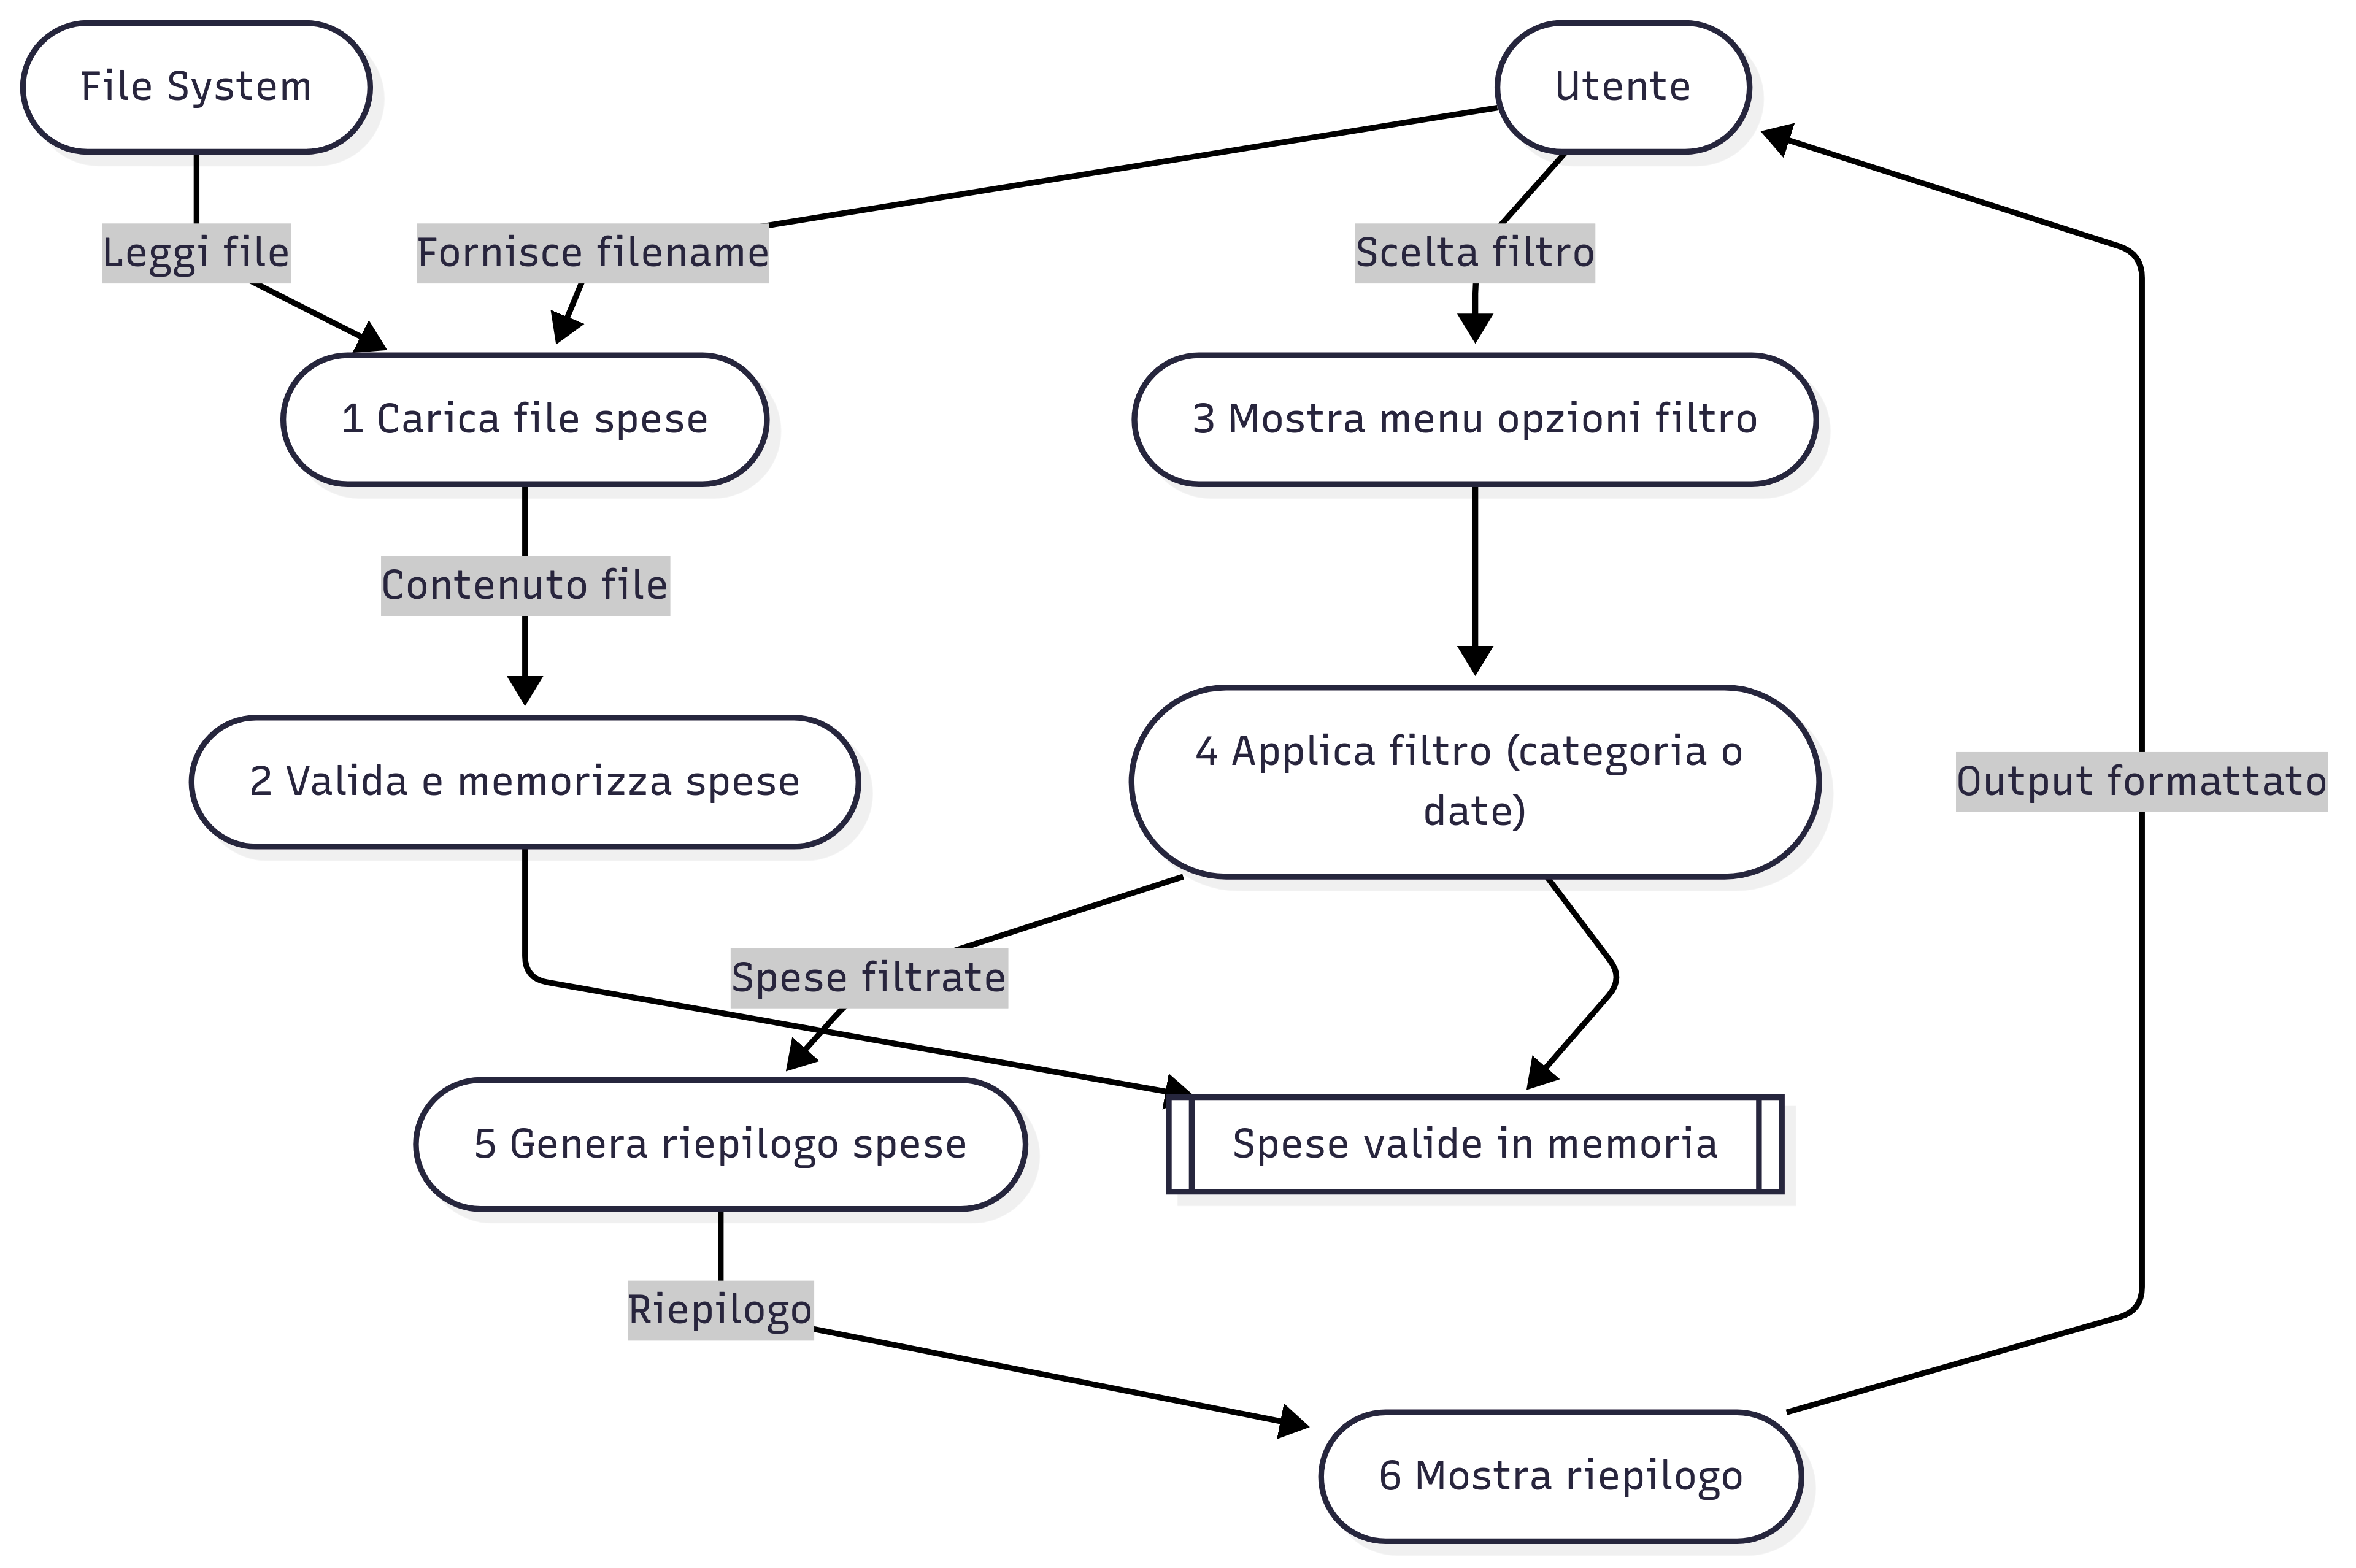 File System
Utente
Leggi file
Fornisce filename
Scelta filtro
1 Carica file spese
3 Mostra menu opzioni filtro
Contenuto file
2 Valida e memorizza spese
4 Applica filtro (categoria o
date)
Output formattato
Spese filtrate
5 Genera riepilogo spese
Spese valide in memoria
Riepilogo
6 Mostra riepilogo